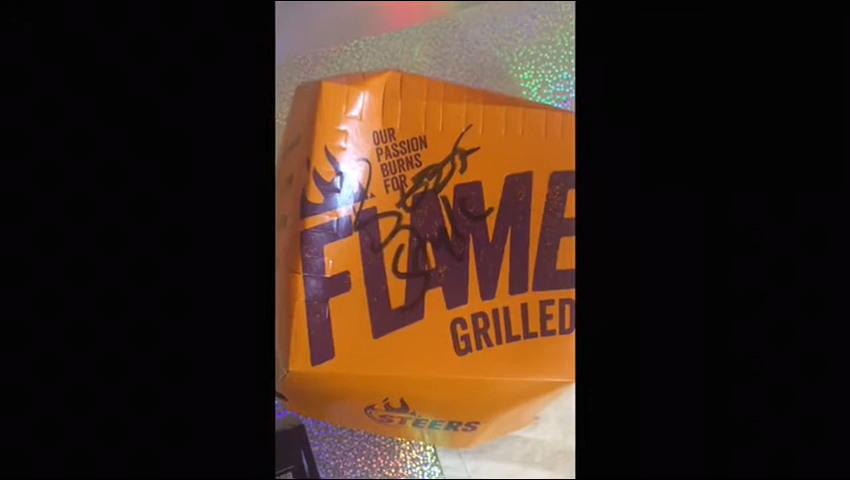 OUR
PASSION
BURNS
FOR
FLAME
GRILLED
STEERS